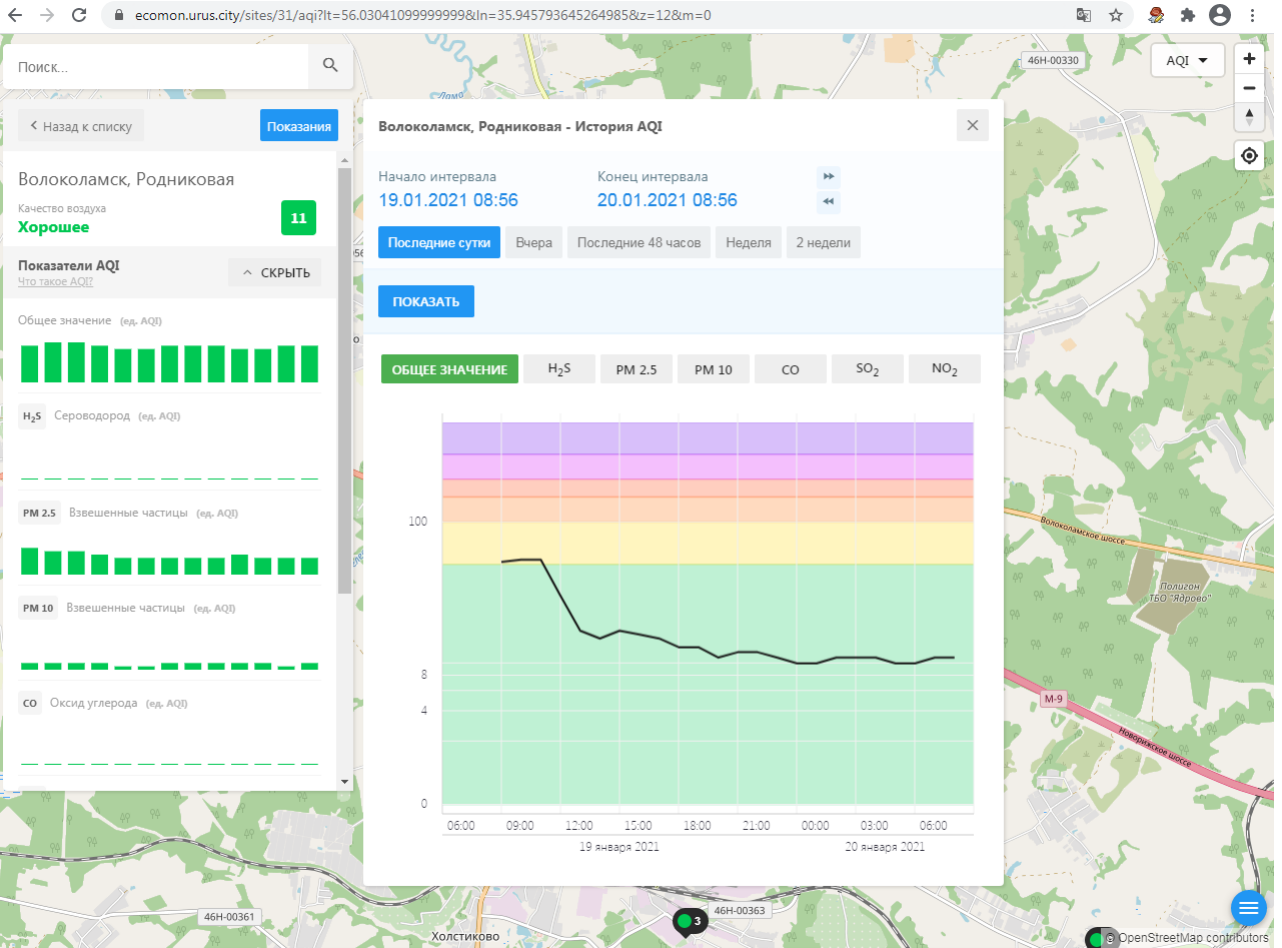 ecomon.urus.city/sites/31/aqi?lt=56.03041099999999&ln=35.945793645264985&z=12&m=0
Поиск...
46Н-00330
AQI
Назад к списку
Показания
Волоколамск, Родниковая
Качество воздуха
Хорошее
11
Показатели AQI
Что такое AQI?
СКРЫТЬ
Общее значение (ед. AQI)
H2S Сероводород (ед. AQI)
PM 2.5 Взвешенные частицы (ед. AQI)
PM 10 Взвешенные частицы (ед. AQI)
CO Оксид углерода (ед. AQI)
Лама
Волоколамск, Родниковая - История AQI
Начало интервала
Конец интервала
19.01.2021 08:56
20.01.2021 08:56
Последние сутки
Вчера
Последние 48 часов
Неделя
2 недели
ПОКАЗАТЬ
ОБЩЕЕ ЗНАЧЕНИЕ
H2S
PM 2.5
PM 10
CO
SO2
NO2
100
8
4
0
06:00 09:00 12:00 15:00 18:00 21:00 00:00 03:00 06:00
19 января 2021
20 января 2021
Волоколамское шоссе
Полигон
ТБО "Ядрово"
М-9
Новорижское шоссе
46Н-00361
46Н-00363
3
Холстиково
© OpenStreetMap contributors